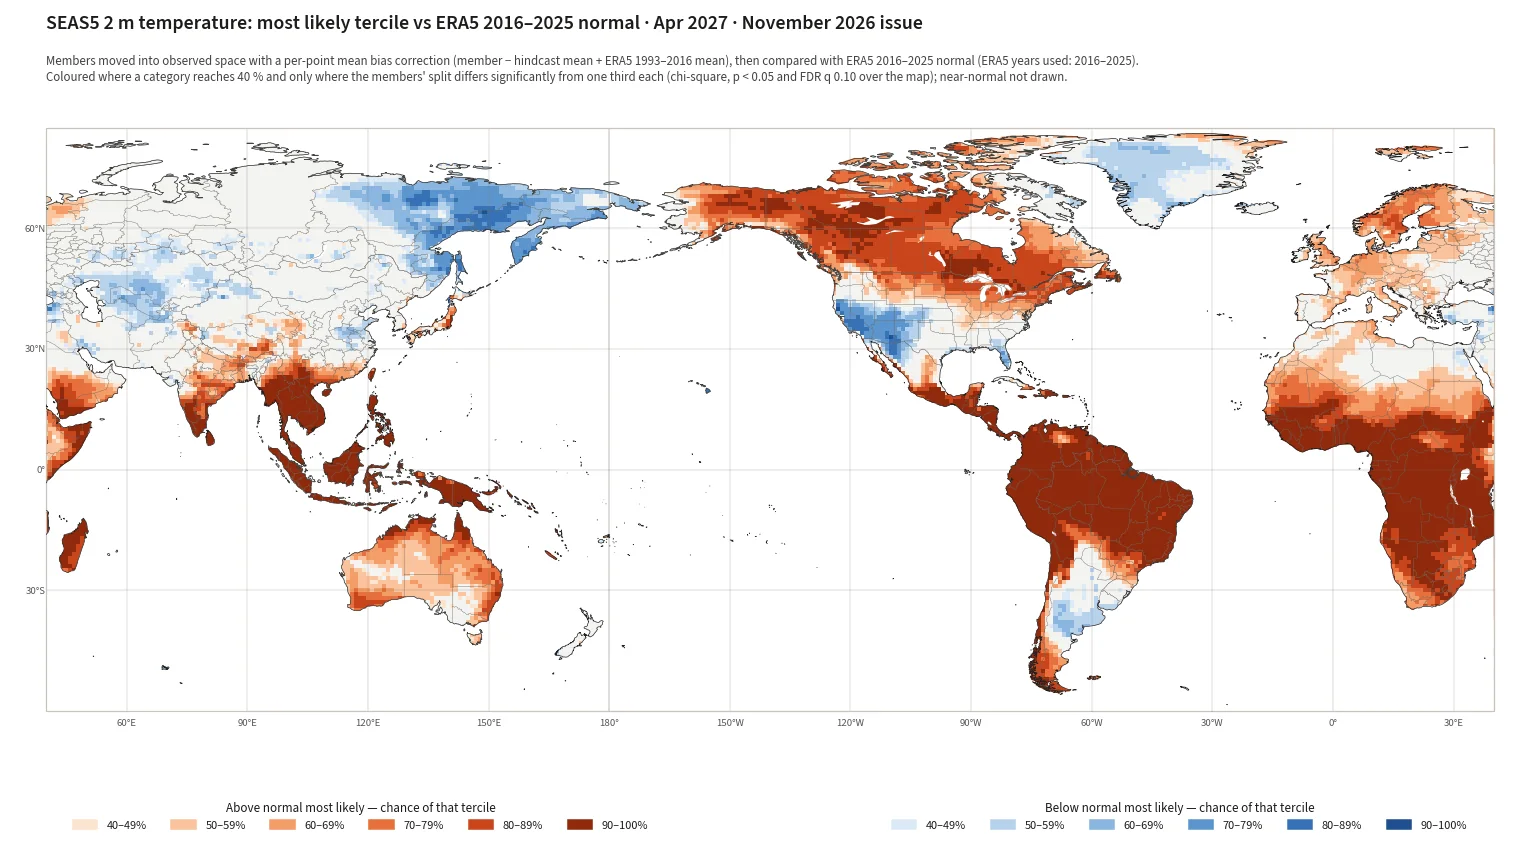 SEAS5 2 m temperature: most likely tercile vs ERA5 2016–2025 normal · Apr 2027 · November 2026 issue
Members moved into observed space with a per-point mean bias correction (member − hindcast mean + ERA5 1993–2016 mean), then compared with ERA5 2016–2025 normal (ERA5 years used: 2016–2025).
Coloured where a category reaches 40 % and only where the members' split differs significantly from one third each (chi-square, p < 0.05 and FDR q 0.10 over the map); near-normal not drawn.
60°N
30°N
0°
30°S
60°E 90°E 120°E 150°E 180° 150°W 120°W 90°W 60°W 30°W 0° 30°E
Above normal most likely — chance of that tercile
40–49% 50–59% 60–69% 70–79% 80–89% 90–100%
Below normal most likely — chance of that tercile
40–49% 50–59% 60–69% 70–79% 80–89% 90–100%